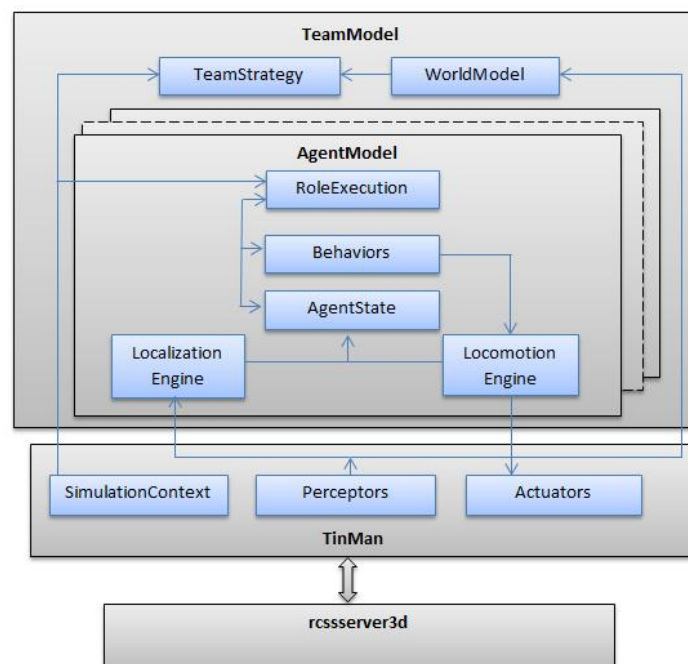 TeamModel
TeamStrategy
WorldModel
AgentModel
RoleExecution
Behaviors
AgentState
Localization
Engine
Locomotion
Engine
SimulationContext
Perceptors
Actuators
TinMan
rcssserver3d